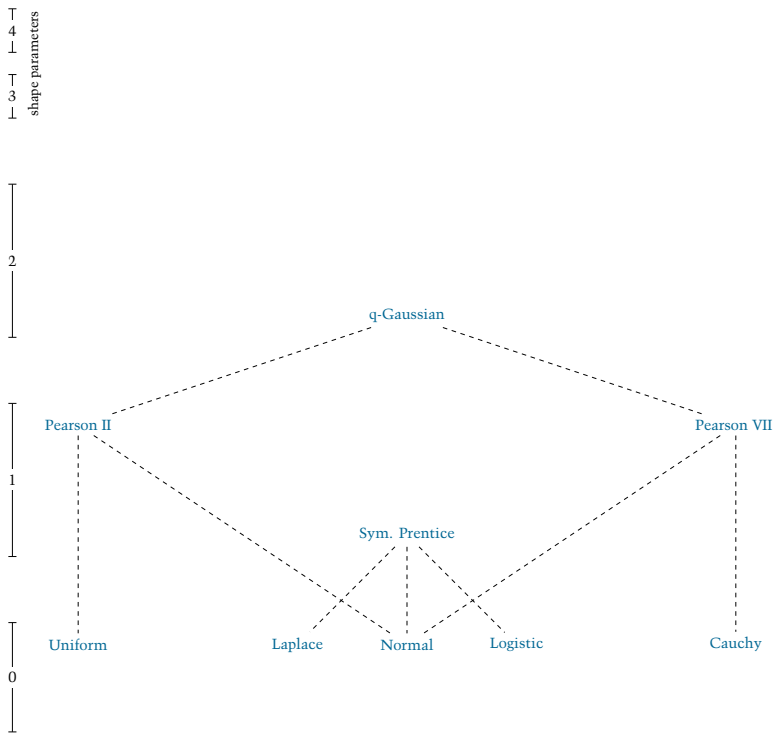 4
shape parameters
3
2
q-Gaussian
Pearson II
Pearson VII
1
Sym. Prentice
Uniform
Laplace
Normal
Logistic
Cauchy
0